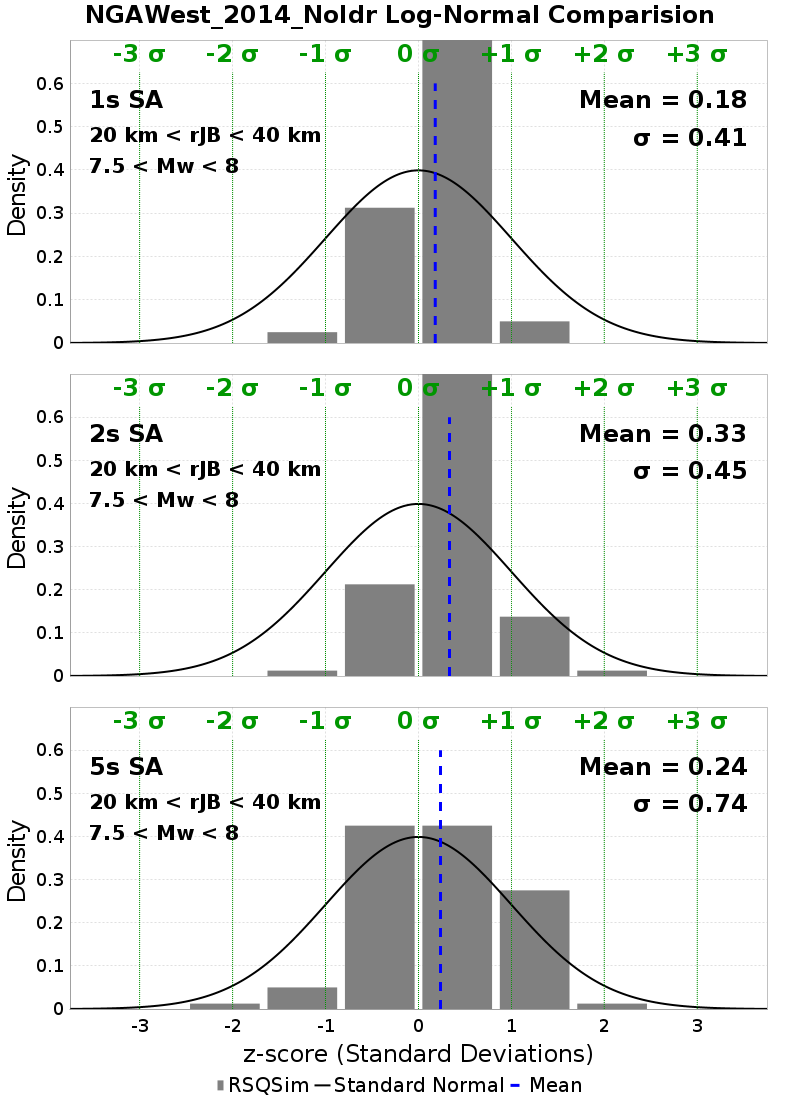 NGAWest_2014_NoIdr Log-Normal Comparision
-3 σ -2 σ -1 σ 0 σ +1 σ +2 σ +3 σ
0.6
1s SA
Mean = 0.18
0.5
20 km < rJB < 40 km
σ = 0.41
0.4
7.5 < Mw < 8
0.3
0.2
0.1
0
Density
-3 σ -2 σ -1 σ 0 σ +1 σ +2 σ +3 σ
0.6
2s SA
Mean = 0.33
0.5
20 km < rJB < 40 km
σ = 0.45
0.4
7.5 < Mw < 8
0.3
0.2
0.1
0
Density
-3 σ -2 σ -1 σ 0 σ +1 σ +2 σ +3 σ
0.6
5s SA
Mean = 0.24
0.5
20 km < rJB < 40 km
σ = 0.74
0.4
7.5 < Mw < 8
0.3
0.2
0.1
0
Density
-3 -2 -1 0 1 2 3
z-score (Standard Deviations)
RSQSim Standard Normal Mean